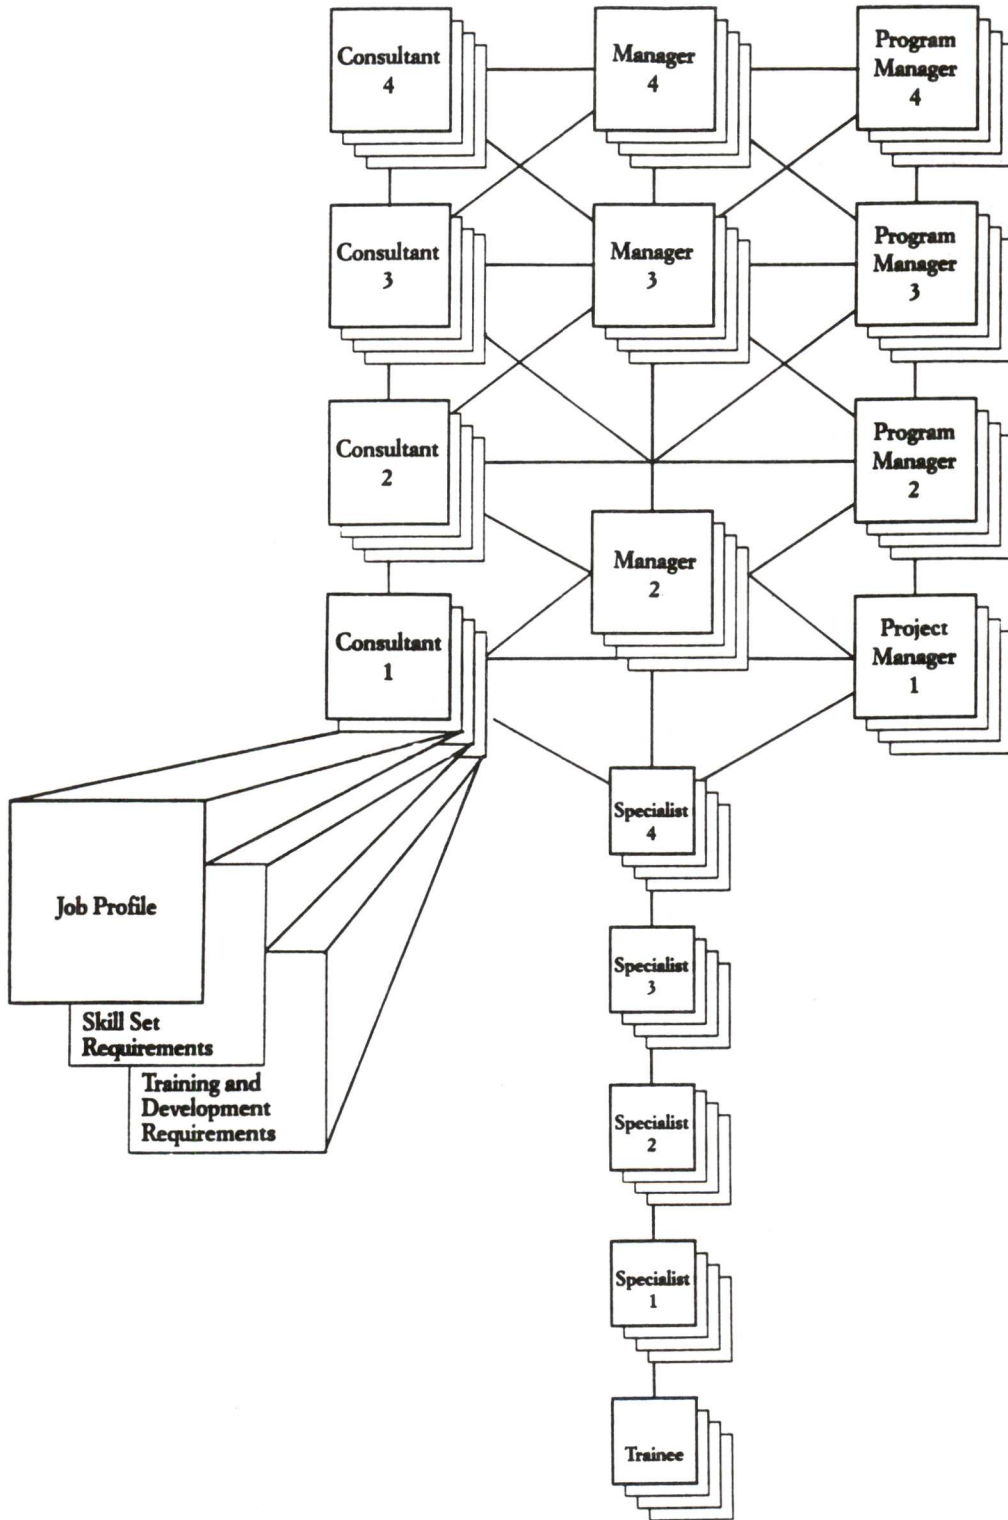 Consultant
4
Manager
4
Program
Manager
4
Consultant
3
Manager
3
Program
Manager
3
Consultant
2
Program
Manager
2
Manager
2
Consultant
1
Project
Manager
1
Specialist
4
Job Profile
Skill Set
Requirements
Training and
Development
Requirements
Specialist
3
Specialist
2
Specialist
1
Trainee